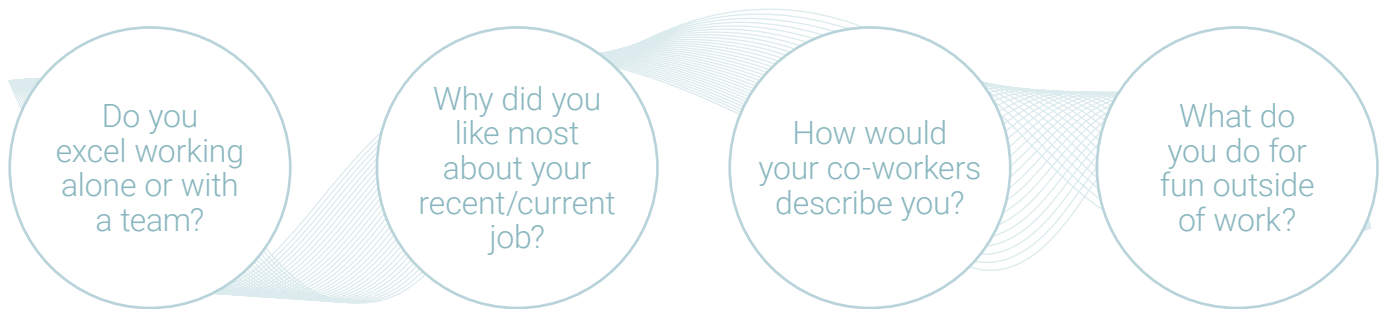 Do you
excel working
alone or with
a team?
Why did you
like most
about your
recent/current
job?
How would
your co-workers
describe you?
What do
you do for
fun outside
of work?